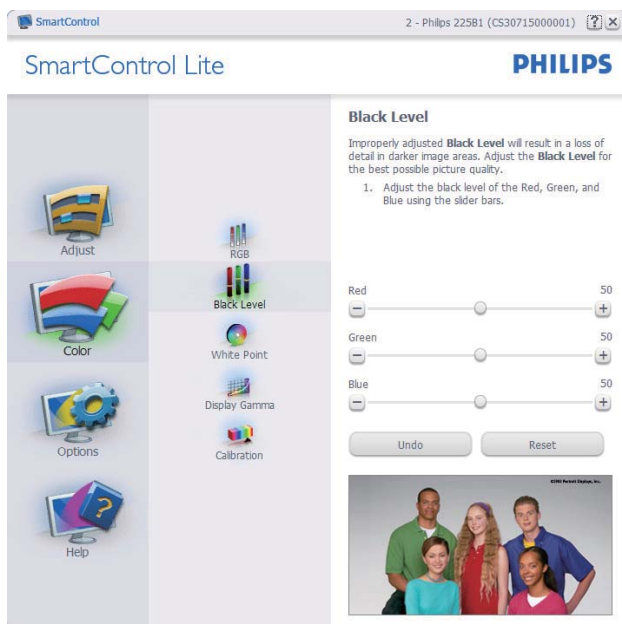 SmartControl
2 - Philips 225B1 (CS30715000001)
?
SmartControl Lite
PHILIPS
Adjust
Color
Options
Help
RGB
Black Level
White Point
Display Gamma
Calibration
Black Level
Improperly adjusted Black Level will result in a loss of
detail in darker image areas. Adjust the Black Level for
the best possible picture quality.
1. Adjust the black level of the Red, Green, and
Blue using the slider bars.
Red 50
Green 50
Blue 50
Undo
Reset
Portrait Displays, Inc.